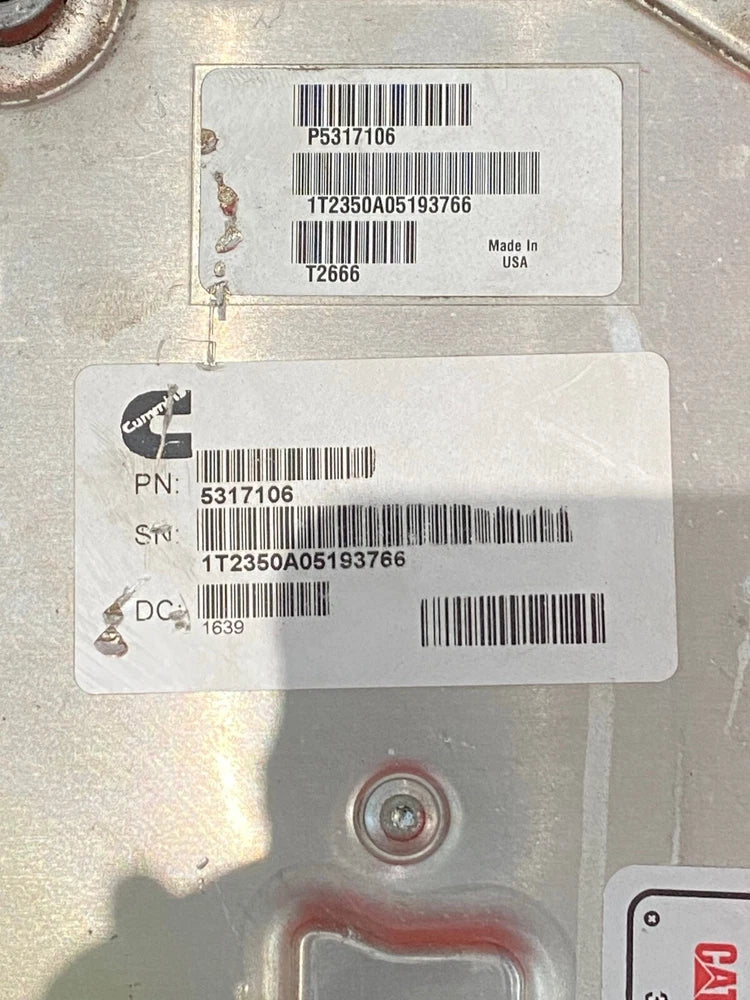 P5317106
1T2350A05193766
T2666
Made In
USA
Cummins
PN:
5317106
SN:
1T2350A05193766
DC:
1639